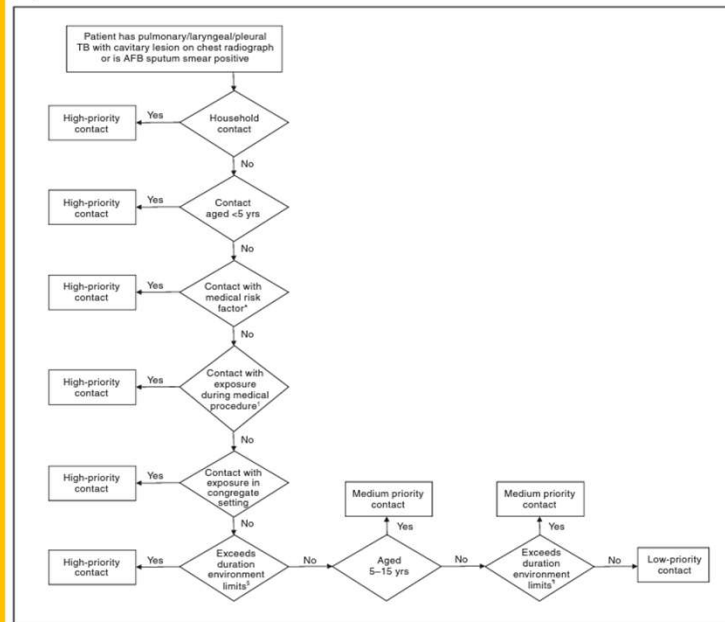 Patient has pulmonary/laryngeal/pleural
TB with cavitary lesion on chest radiograph
or is AFB sputum smear positive
High-priority
contact
Yes
Household
contact
No
High-priority
contact
Yes
Contact
aged <5 yrs
No
High-priority
contact
Yes
Contact with
medical risk
factor*
No
High-priority
contact
Yes
Contact with
exposure
during medical
procedure†
No
High-priority
contact
Yes
Contact with
exposure in
congregate
setting
No
Medium priority
contact
Yes
Medium priority
contact
Yes
High-priority
contact
Yes
Exceeds
duration
environment
limits§
No
Aged
5–15 yrs
No
Exceeds
duration
environment
limits¶
No
Low-priority
contact